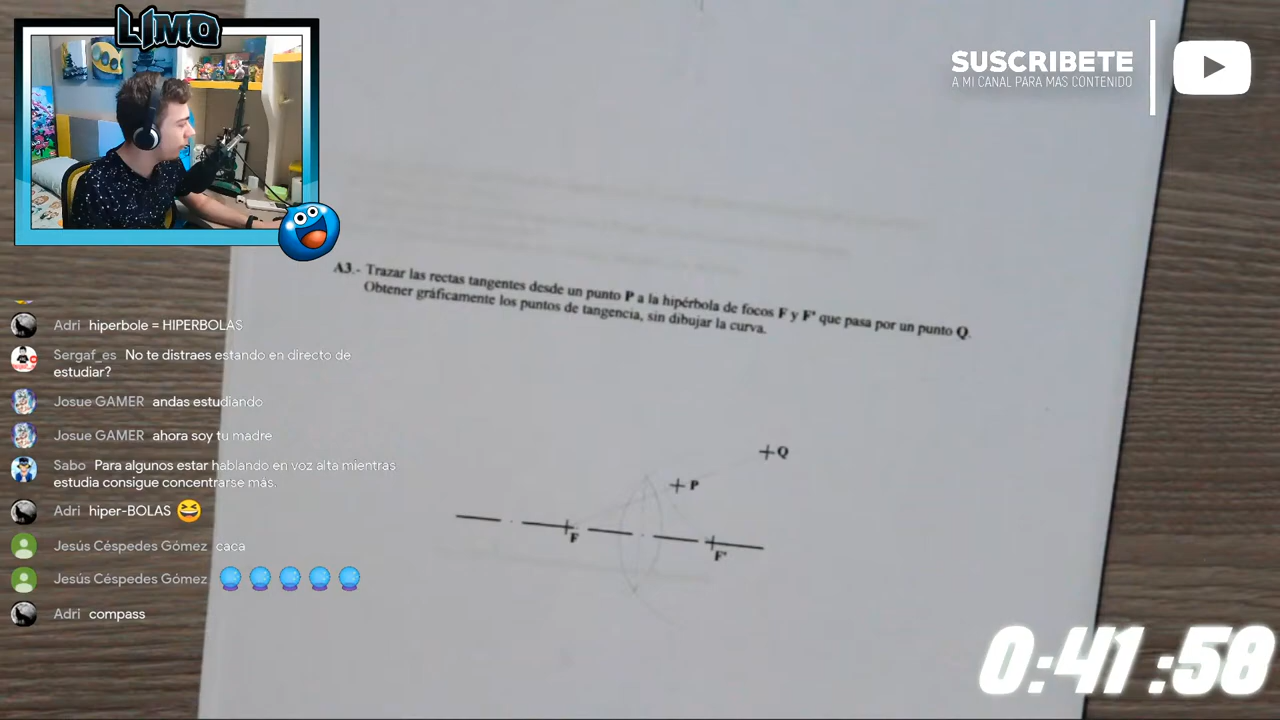 LIMO
SUSCRIBETE
A MI CANAL PARA MAS CONTENIDO
A3.- Trazar las rectas tangentes desde un punto P a la hipérbola de focos F y F' que pasa por un punto Q.
Obtener gráficamente los puntos de tangencia, sin dibujar la curva.
Adri hiperbole = HIPERBOLAS
Sergaf_es No te distraes estando en directo de
estudiar?
Josue GAMER andas estudiando
Josue GAMER ahora soy tu madre
Sabo Para algunos estar hablando en voz alta mientras
estudia consigue concentrarse más.
Adri hiper-BOLAS 😆
Jesús Céspedes Gómez caca
Jesús Céspedes Gómez 🔮🔮🔮🔮🔮
Adri compass
Q
P
F
F'
0:41:58